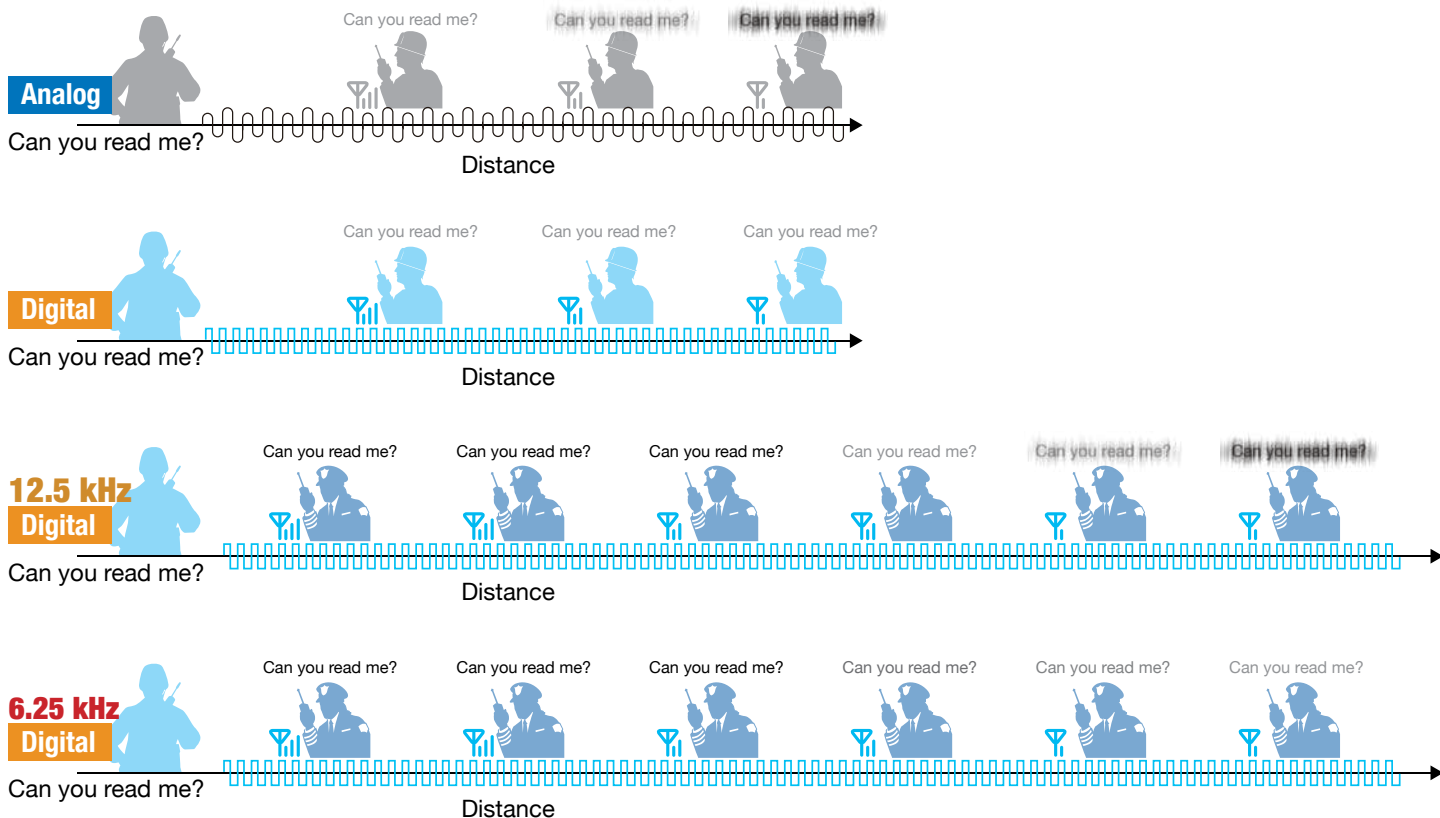 Can you read me? Can you read me? Can you read me?
Analog
Can you read me?
Distance
Can you read me? Can you read me? Can you read me?
Digital
Can you read me?
Distance
Can you read me? Can you read me? Can you read me? Can you read me? Can you read me? Can you read me?
12.5 kHz
Digital
Can you read me?
Distance
Can you read me? Can you read me? Can you read me? Can you read me? Can you read me? Can you read me?
6.25 kHz
Digital
Can you read me?
Distance